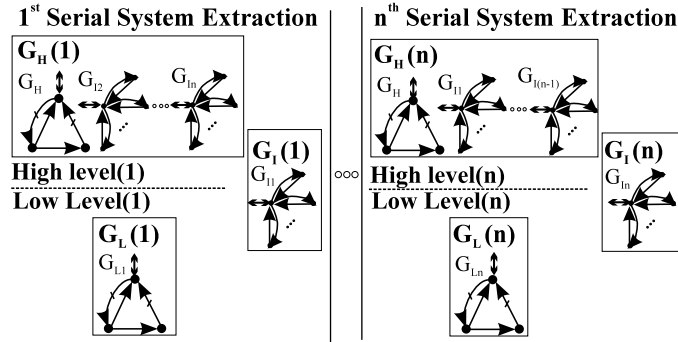 1st Serial System Extraction
GH(1)
GH
GI2
GIn
GI(1)
GI1
High level(1)
Low Level(1)
GL(1)
GL1
nth Serial System Extraction
GH(n)
GH
GI1
GI(n-1)
GI(n)
GIn
High level(n)
Low Level(n)
GL(n)
GLn